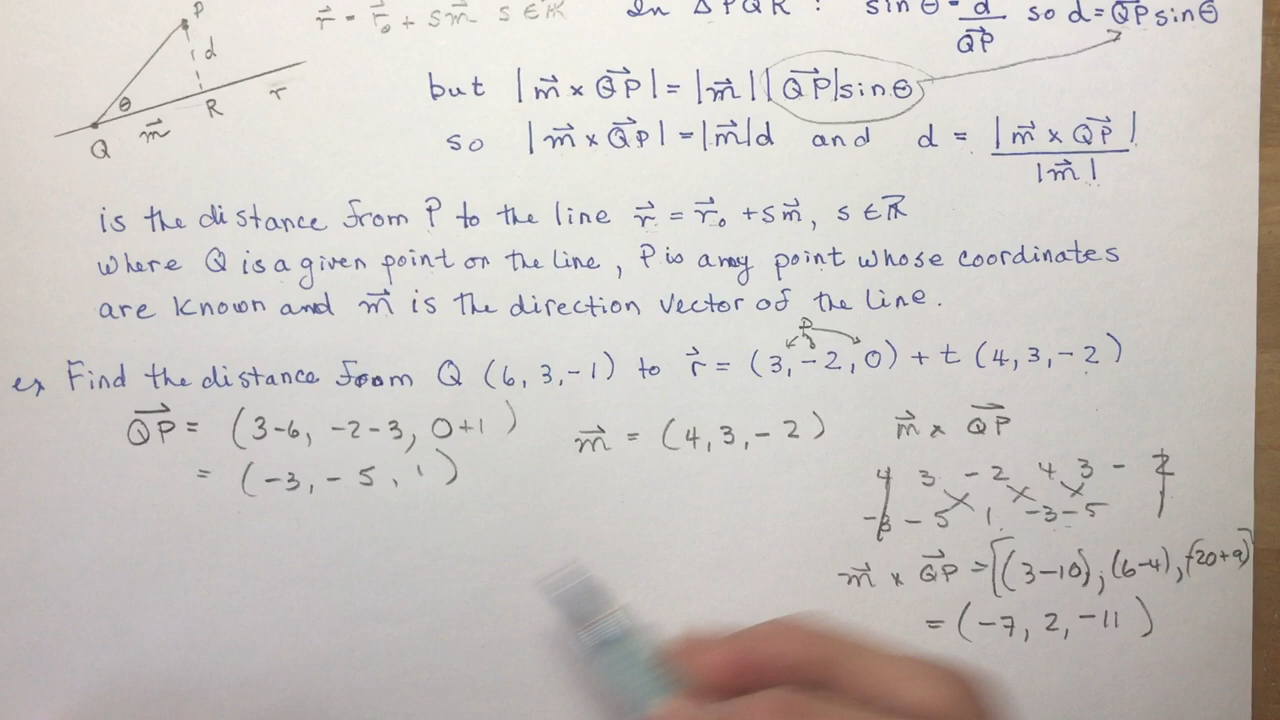 P
r⃗ = r⃗₀ + sm⃗ s ∈ ℝ In △PQR : sin θ = d/QP⃗ so d = QP⃗ sin θ
d
θ
R r
m⃗
Q
but |m⃗ × QP⃗| = |m⃗||QP⃗|sin θ
so |m⃗ × QP⃗| = |m⃗|d and d = |m⃗ × QP⃗| / |m⃗|
is the distance from P to the line r⃗ = r⃗₀ + sm⃗, s ∈ ℝ
where Q is a given point on the line, P is any point whose coordinates
are known and m⃗ is the direction vector of the line.
P
ex Find the distance from Q (6, 3, -1) to r⃗ = (3, -2, 0) + t (4, 3, -2)
QP⃗ = (3-6, -2-3, 0+1) m⃗ = (4, 3, -2) m⃗ × QP⃗
= (-3, -5, 1)
4 3 -2 4 3 -2
-3 -5 1 -3 -5 1
m⃗ × QP⃗ = [(3-10), (6-4), (-20+9)]
= (-7, 2, -11)